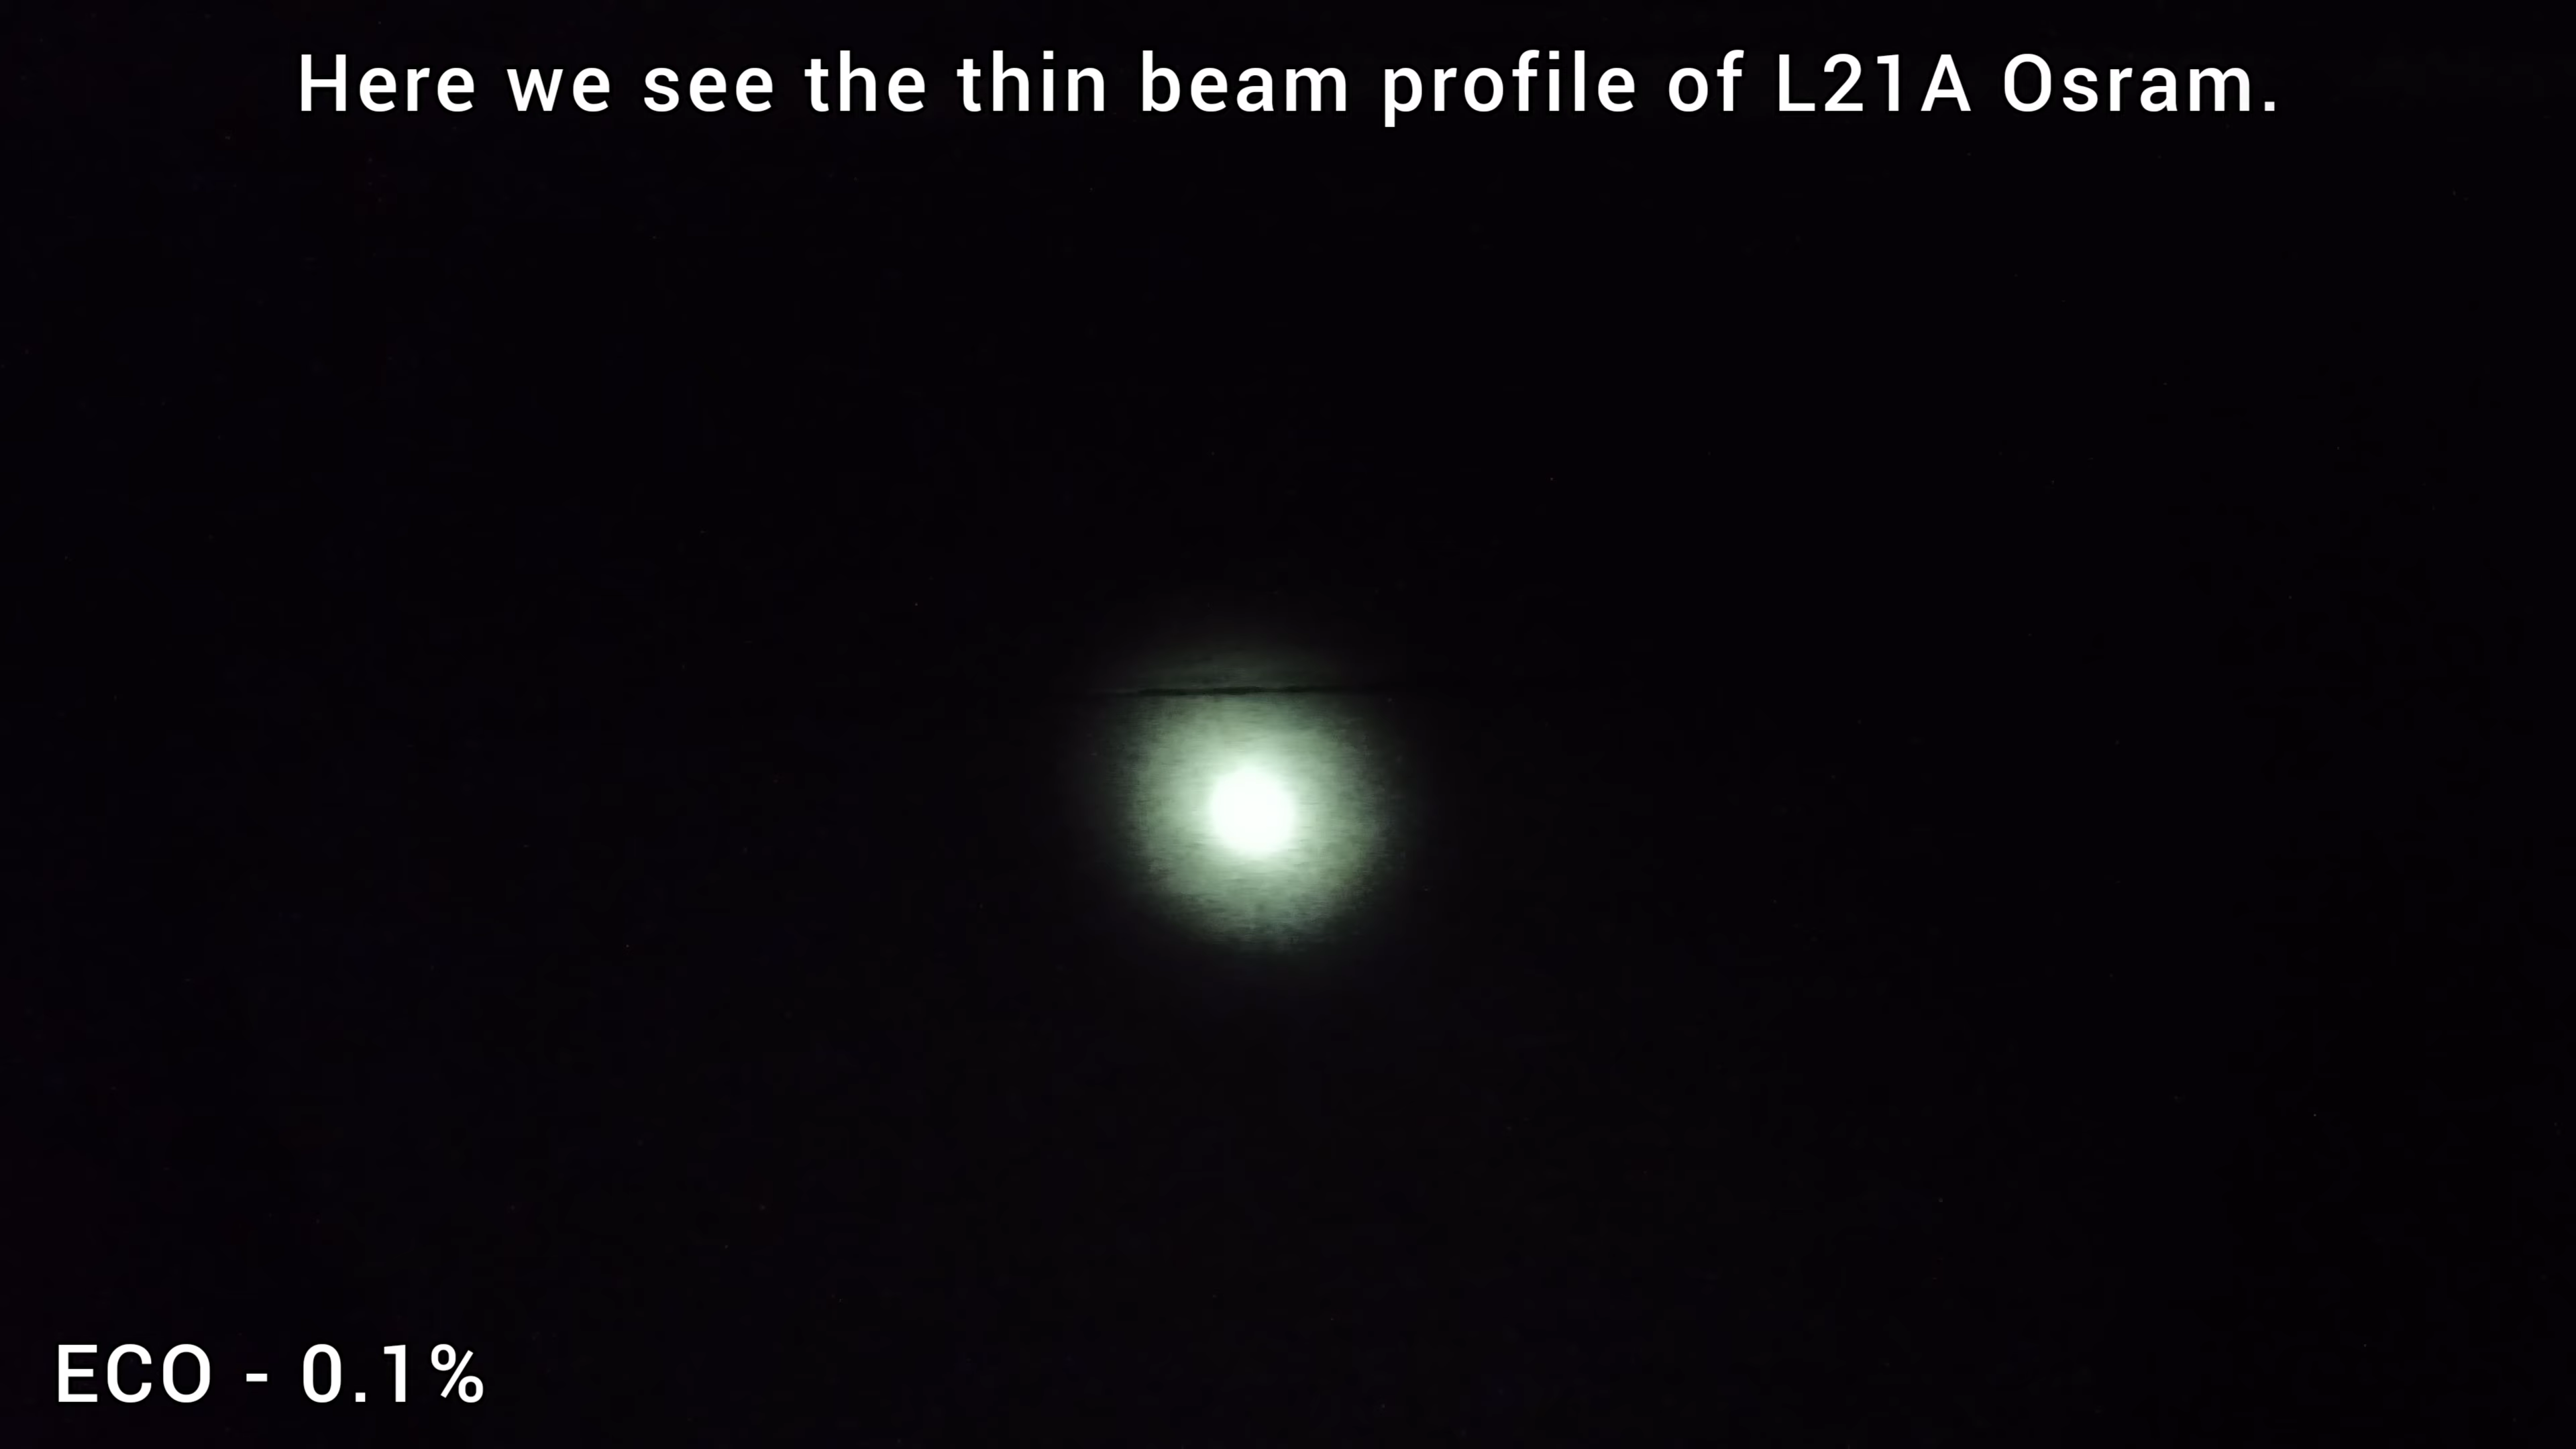 Here we see the thin beam profile of L21A Osram.
ECO - 0.1%